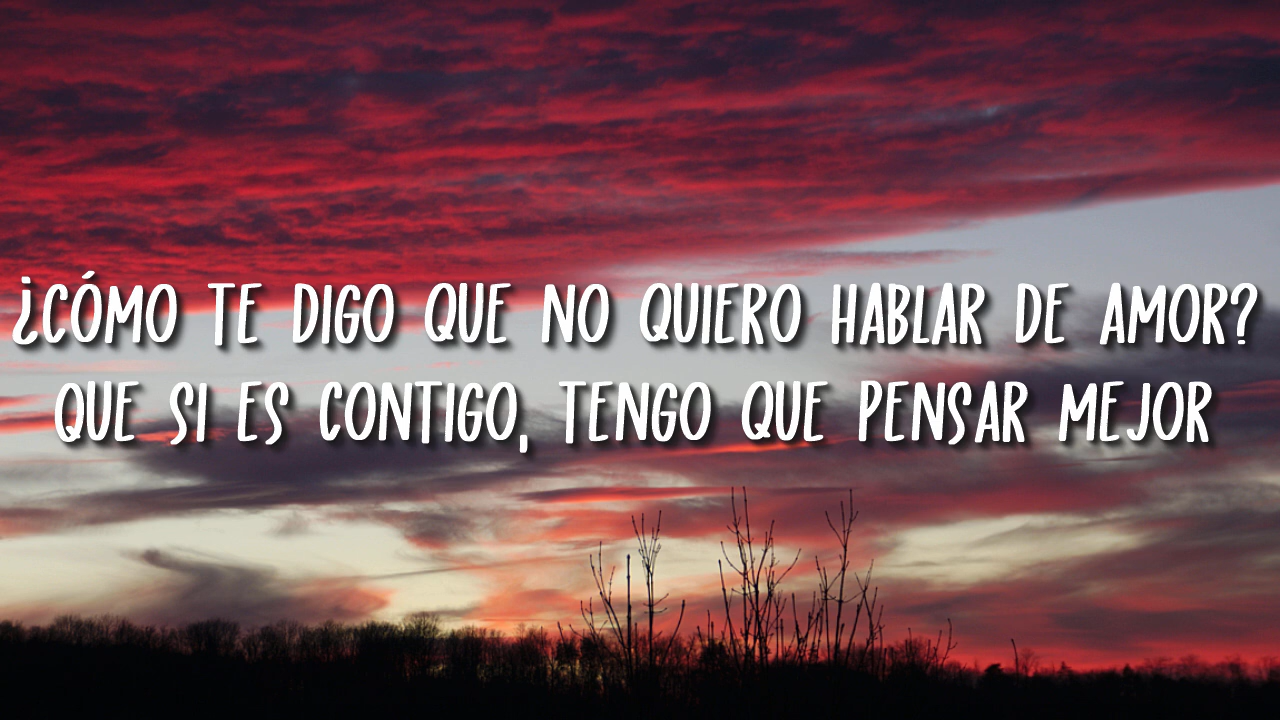 ¿CÓMO TE DIGO QUE NO QUIERO HABLAR DE AMOR?
QUE SI ES CONTIGO, TENGO QUE PENSAR MEJOR